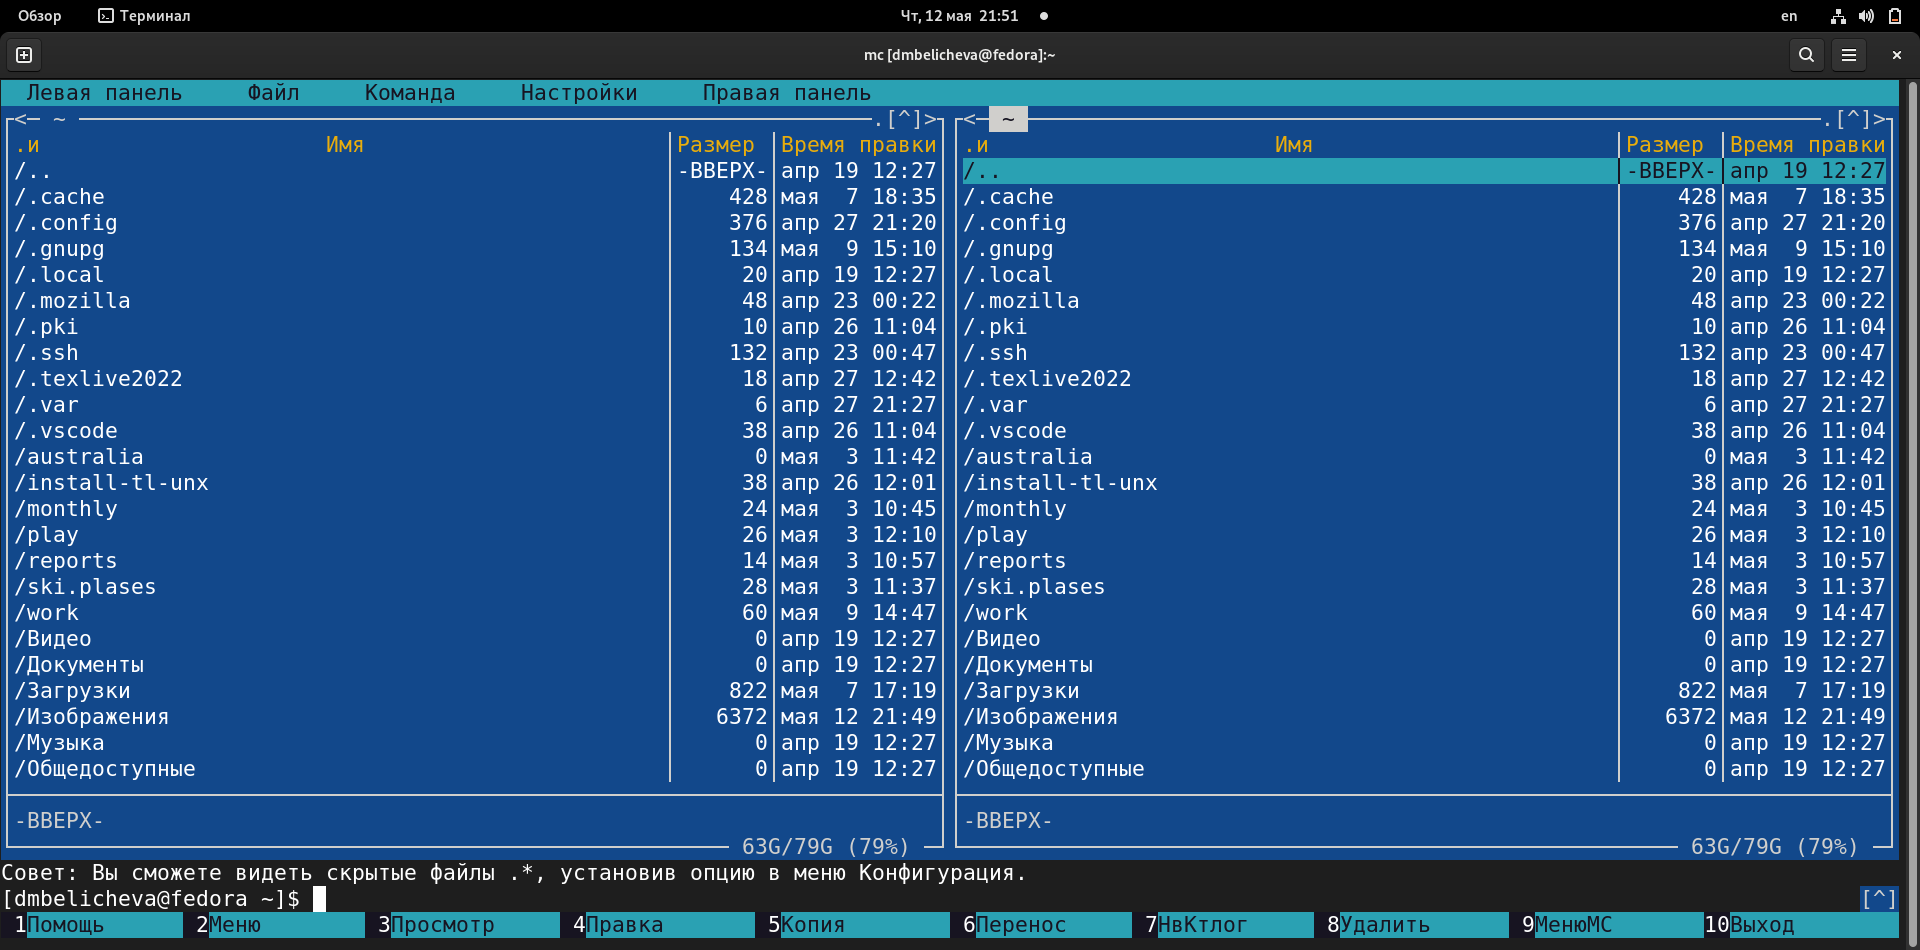 Обзор Терминал Чт, 12 мая 21:51 en
mc [dmbelicheva@fedora]:~
Левая панель Файл Команда Настройки Правая панель
<─ ~ .[^]> <─ ~ .[^]>
.и Имя Размер Время правки .и Имя Размер Время правки
/.. -ВВЕРХ- апр 19 12:27 /.. -ВВЕРХ- апр 19 12:27
/.cache 428 мая 7 18:35 /.cache 428 мая 7 18:35
/.config 376 апр 27 21:20 /.config 376 апр 27 21:20
/.gnupg 134 мая 9 15:10 /.gnupg 134 мая 9 15:10
/.local 20 апр 19 12:27 /.local 20 апр 19 12:27
/.mozilla 48 апр 23 00:22 /.mozilla 48 апр 23 00:22
/.pki 10 апр 26 11:04 /.pki 10 апр 26 11:04
/.ssh 132 апр 23 00:47 /.ssh 132 апр 23 00:47
/.texlive2022 18 апр 27 12:42 /.texlive2022 18 апр 27 12:42
/.var 6 апр 27 21:27 /.var 6 апр 27 21:27
/.vscode 38 апр 26 11:04 /.vscode 38 апр 26 11:04
/australia 0 мая 3 11:42 /australia 0 мая 3 11:42
/install-tl-unx 38 апр 26 12:01 /install-tl-unx 38 апр 26 12:01
/monthly 24 мая 3 10:45 /monthly 24 мая 3 10:45
/play 26 мая 3 12:10 /play 26 мая 3 12:10
/reports 14 мая 3 10:57 /reports 14 мая 3 10:57
/ski.plases 28 мая 3 11:37 /ski.plases 28 мая 3 11:37
/work 60 мая 9 14:47 /work 60 мая 9 14:47
/Видео 0 апр 19 12:27 /Видео 0 апр 19 12:27
/Документы 0 апр 19 12:27 /Документы 0 апр 19 12:27
/Загрузки 822 мая 7 17:19 /Загрузки 822 мая 7 17:19
/Изображения 6372 мая 12 21:49 /Изображения 6372 мая 12 21:49
/Музыка 0 апр 19 12:27 /Музыка 0 апр 19 12:27
/Общедоступные 0 апр 19 12:27 /Общедоступные 0 апр 19 12:27
-ВВЕРХ- -ВВЕРХ-
63G/79G (79%) 63G/79G (79%)
Совет: Вы сможете видеть скрытые файлы .*, установив опцию в меню Конфигурация.
[dmbelicheva@fedora ~]$ [^]
1Помощь 2Меню 3Просмотр 4Правка 5Копия 6Перенос 7НвКтлог 8Удалить 9МенюMC 10Выход